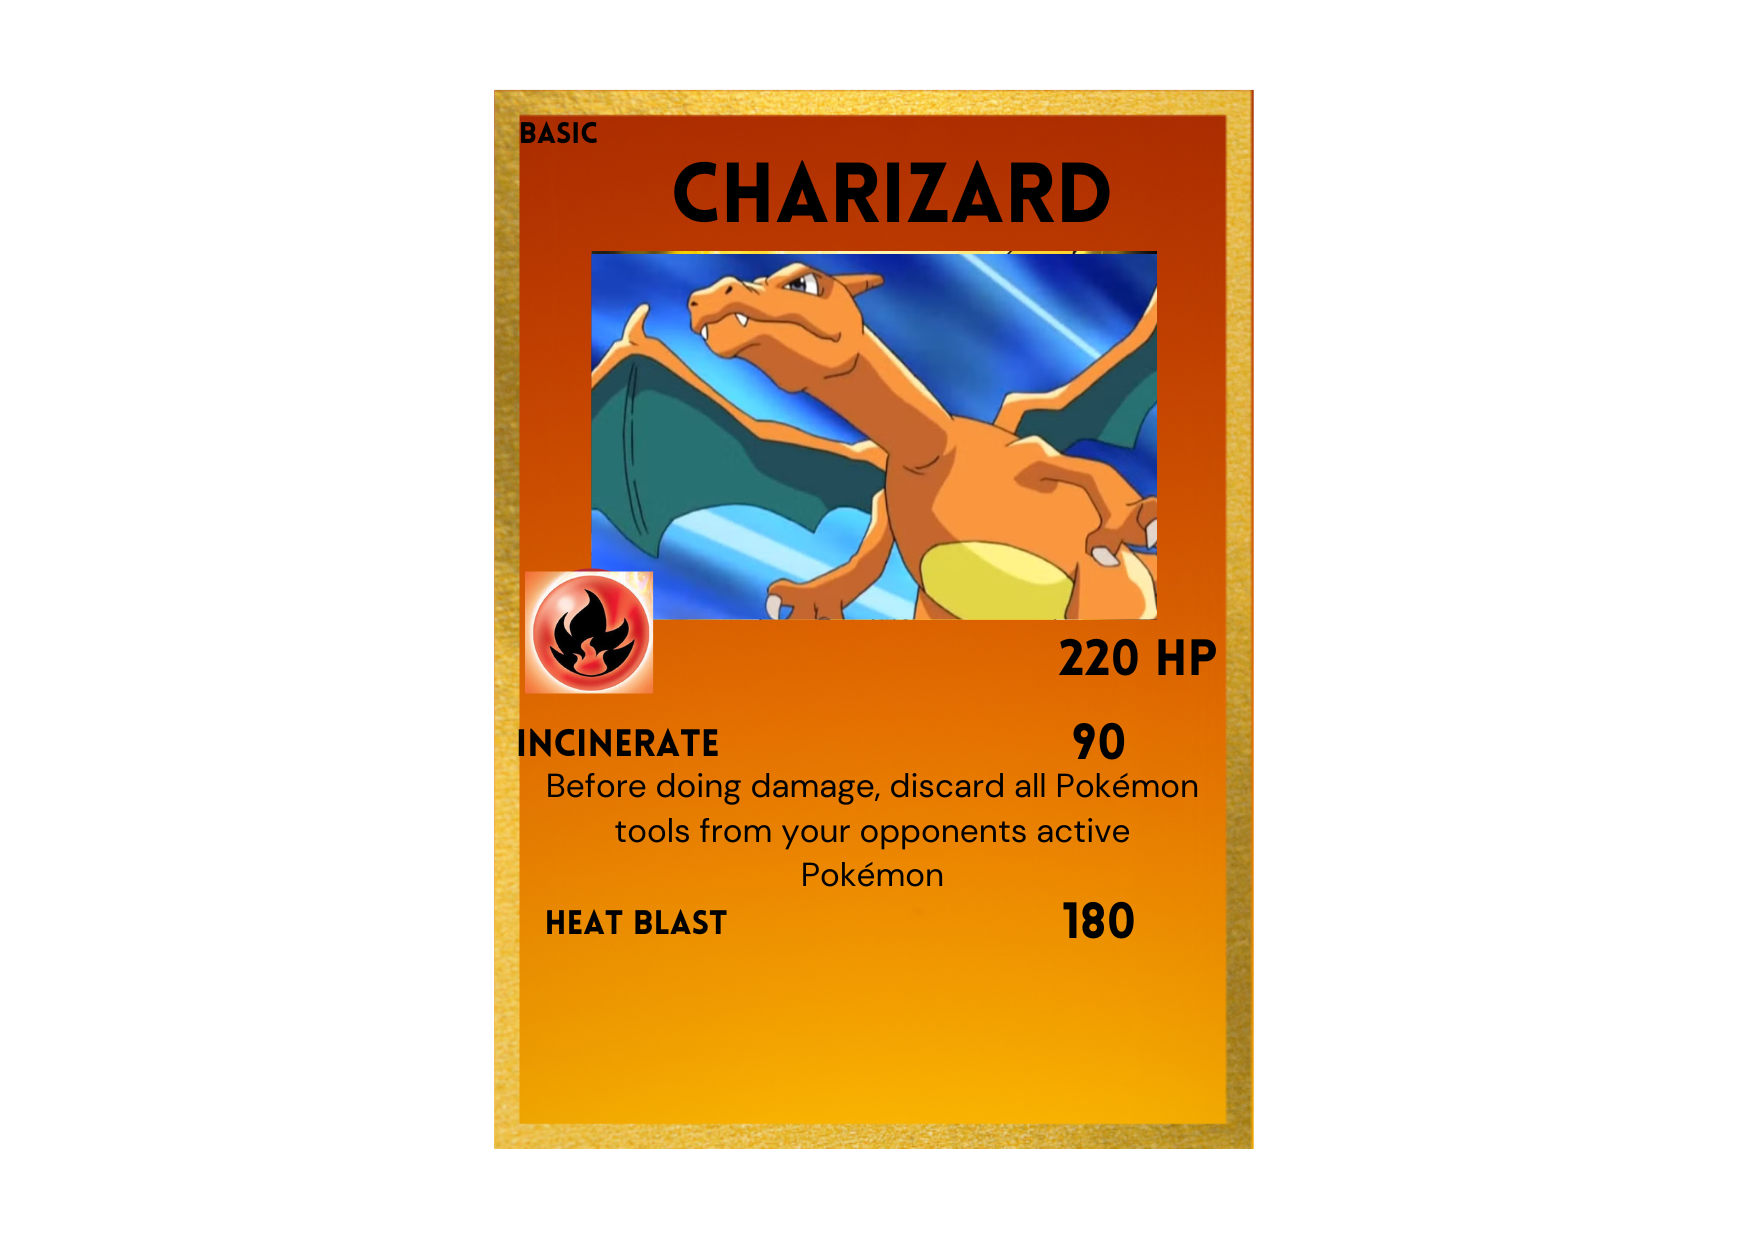 BASIC
CHARIZARD
220 HP
INCINERATE 90
Before doing damage, discard all Pokémon
tools from your opponents active
Pokémon
HEAT BLAST 180